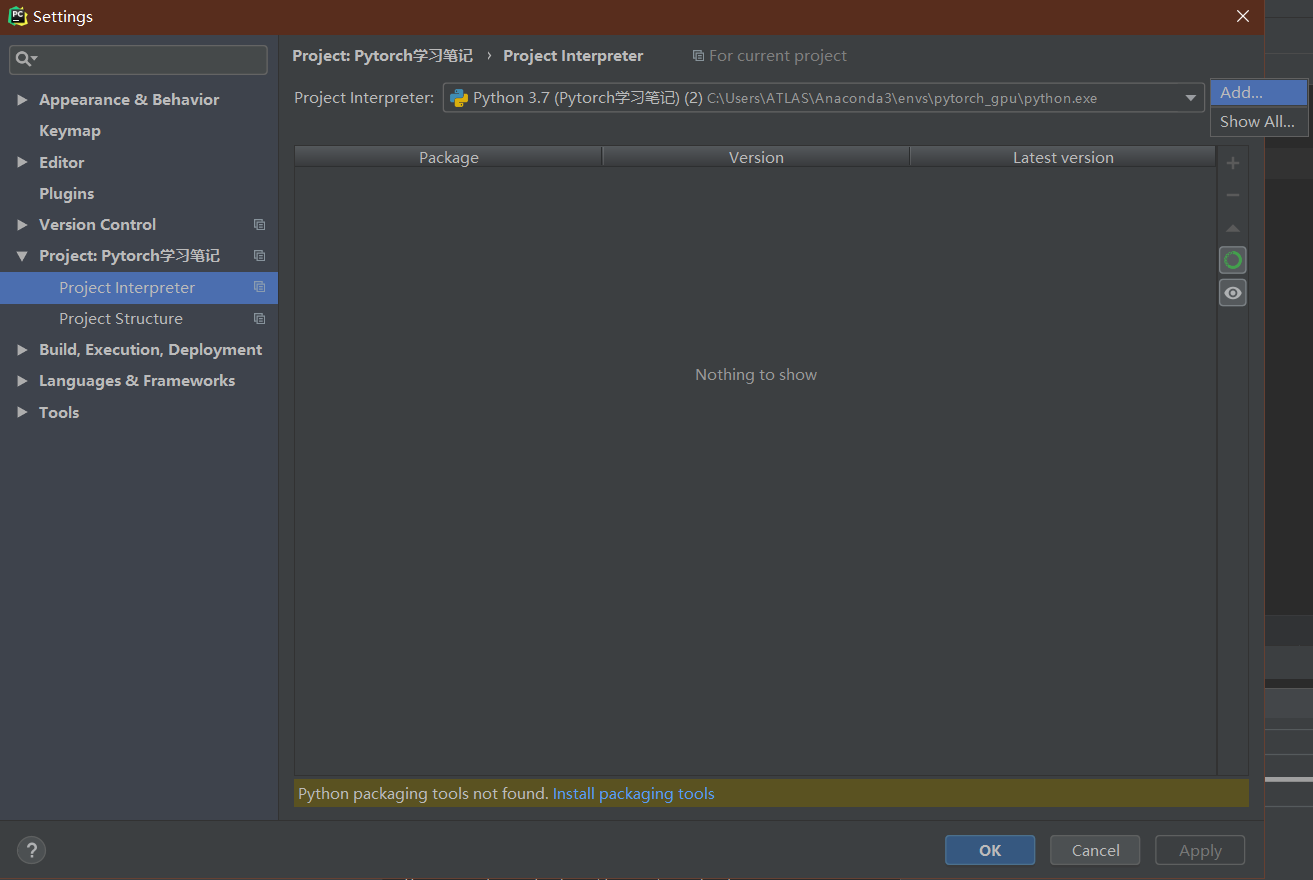 Settings
Project: Pytorch学习笔记 › Project Interpreter For current project
Project Interpreter: Python 3.7 (Pytorch学习笔记) (2) C:\Users\ATLAS\Anaconda3\envs\pytorch_gpu\python.exe
Add...
Show All...
Appearance & Behavior
Keymap
Editor
Plugins
Version Control
Project: Pytorch学习笔记
Project Interpreter
Project Structure
Build, Execution, Deployment
Languages & Frameworks
Tools
Package Version Latest version
Nothing to show
Python packaging tools not found. Install packaging tools
? OK Cancel Apply